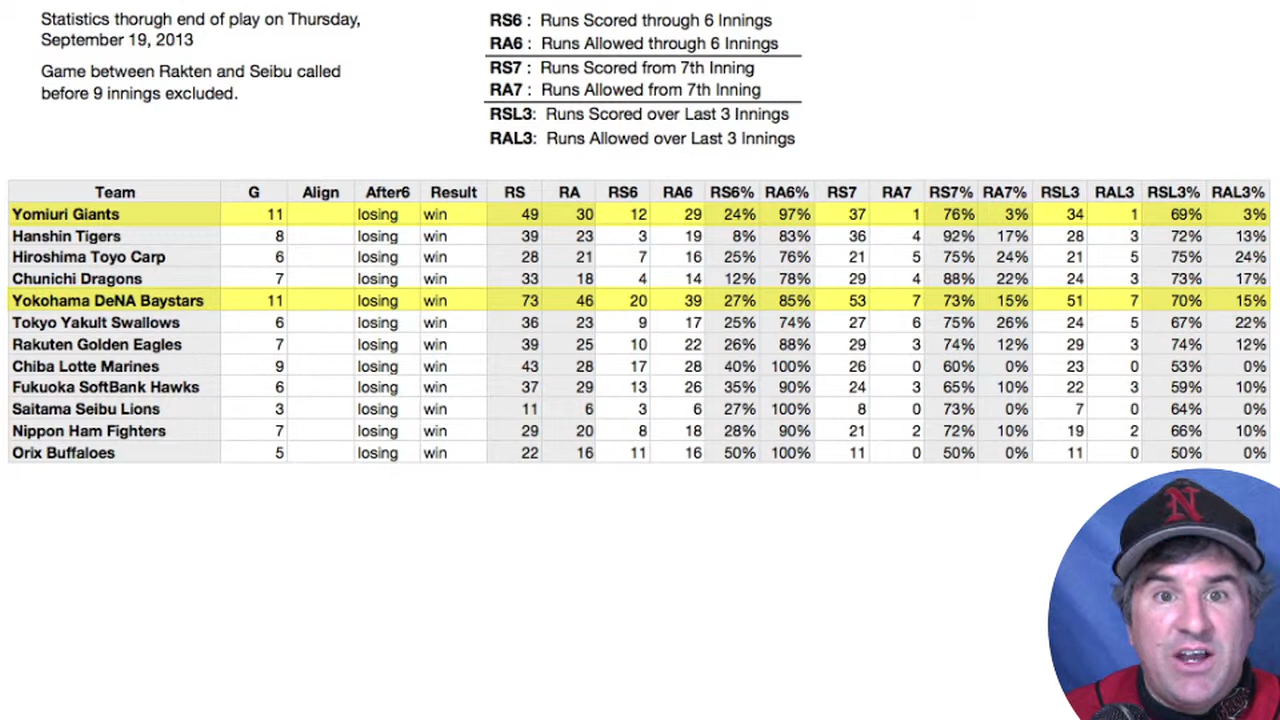 Statistics thorugh end of play on Thursday,
September 19, 2013
Game between Rakten and Seibu called
before 9 innings excluded.
RS6 : Runs Scored through 6 Innings
RA6 : Runs Allowed through 6 Innings
RS7 : Runs Scored from 7th Inning
RA7 : Runs Allowed from 7th Inning
RSL3: Runs Scored over Last 3 Innings
RAL3: Runs Allowed over Last 3 Innings
Team G Align After6 Result RS RA RS6 RA6 RS6% RA6% RS7 RA7 RS7% RA7% RSL3 RAL3 RSL3% RAL3%
Yomiuri Giants 11 losing win 49 30 12 29 24% 97% 37 1 76% 3% 34 1 69% 3%
Hanshin Tigers 8 losing win 39 23 3 19 8% 83% 36 4 92% 17% 28 3 72% 13%
Hiroshima Toyo Carp 6 losing win 28 21 7 16 25% 76% 21 5 75% 24% 21 5 75% 24%
Chunichi Dragons 7 losing win 33 18 4 14 12% 78% 29 4 88% 22% 24 3 73% 17%
Yokohama DeNA Baystars 11 losing win 73 46 20 39 27% 85% 53 7 73% 15% 51 7 70% 15%
Tokyo Yakult Swallows 6 losing win 36 23 9 17 25% 74% 27 6 75% 26% 24 5 67% 22%
Rakuten Golden Eagles 7 losing win 39 25 10 22 26% 88% 29 3 74% 12% 29 3 74% 12%
Chiba Lotte Marines 9 losing win 43 28 17 28 40% 100% 26 0 60% 0% 23 0 53% 0%
Fukuoka SoftBank Hawks 6 losing win 37 29 13 26 35% 90% 24 3 65% 10% 22 3 59% 10%
Saitama Seibu Lions 3 losing win 11 6 3 6 27% 100% 8 0 73% 0% 7 0 64% 0%
Nippon Ham Fighters 7 losing win 29 20 8 18 28% 90% 21 2 72% 10% 19 2 66% 10%
Orix Buffaloes 5 losing win 22 16 11 16 50% 100% 11 0 50% 0% 11 0 50% 0%
N